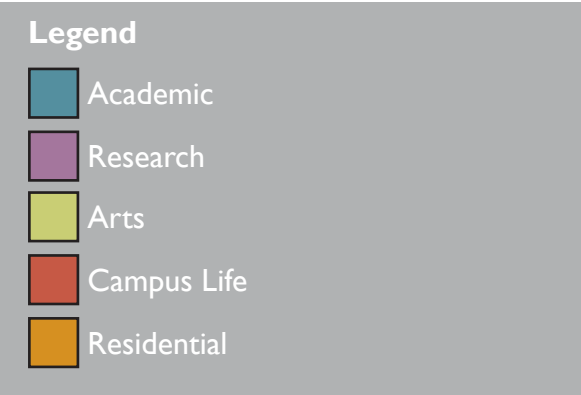 Legend
Academic
Research
Arts
Campus Life
Residential